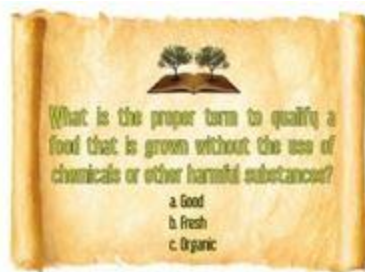 What is the proper term to qualify a
food that is grown without the use of
chemicals or other harmful substances?
a. Good
b. Fresh
c. Organic